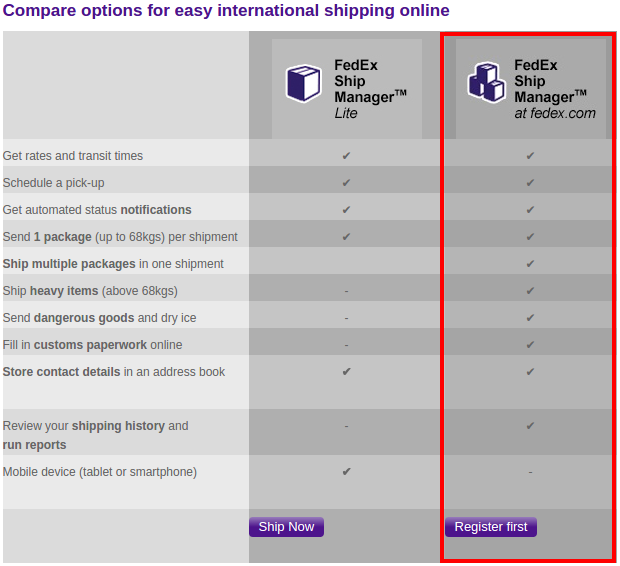 Compare options for easy international shipping online
FedEx
Ship
Manager™
Lite
FedEx
Ship
Manager™
at fedex.com
Get rates and transit times ✔ ✔
Schedule a pick-up ✔ ✔
Get automated status notifications ✔ ✔
Send 1 package (up to 68kgs) per shipment ✔ ✔
Ship multiple packages in one shipment ✔
Ship heavy items (above 68kgs) - ✔
Send dangerous goods and dry ice - ✔
Fill in customs paperwork online - ✔
Store contact details in an address book ✔ ✔
Review your shipping history and - ✔
run reports
Mobile device (tablet or smartphone) ✔ -
Ship Now Register first